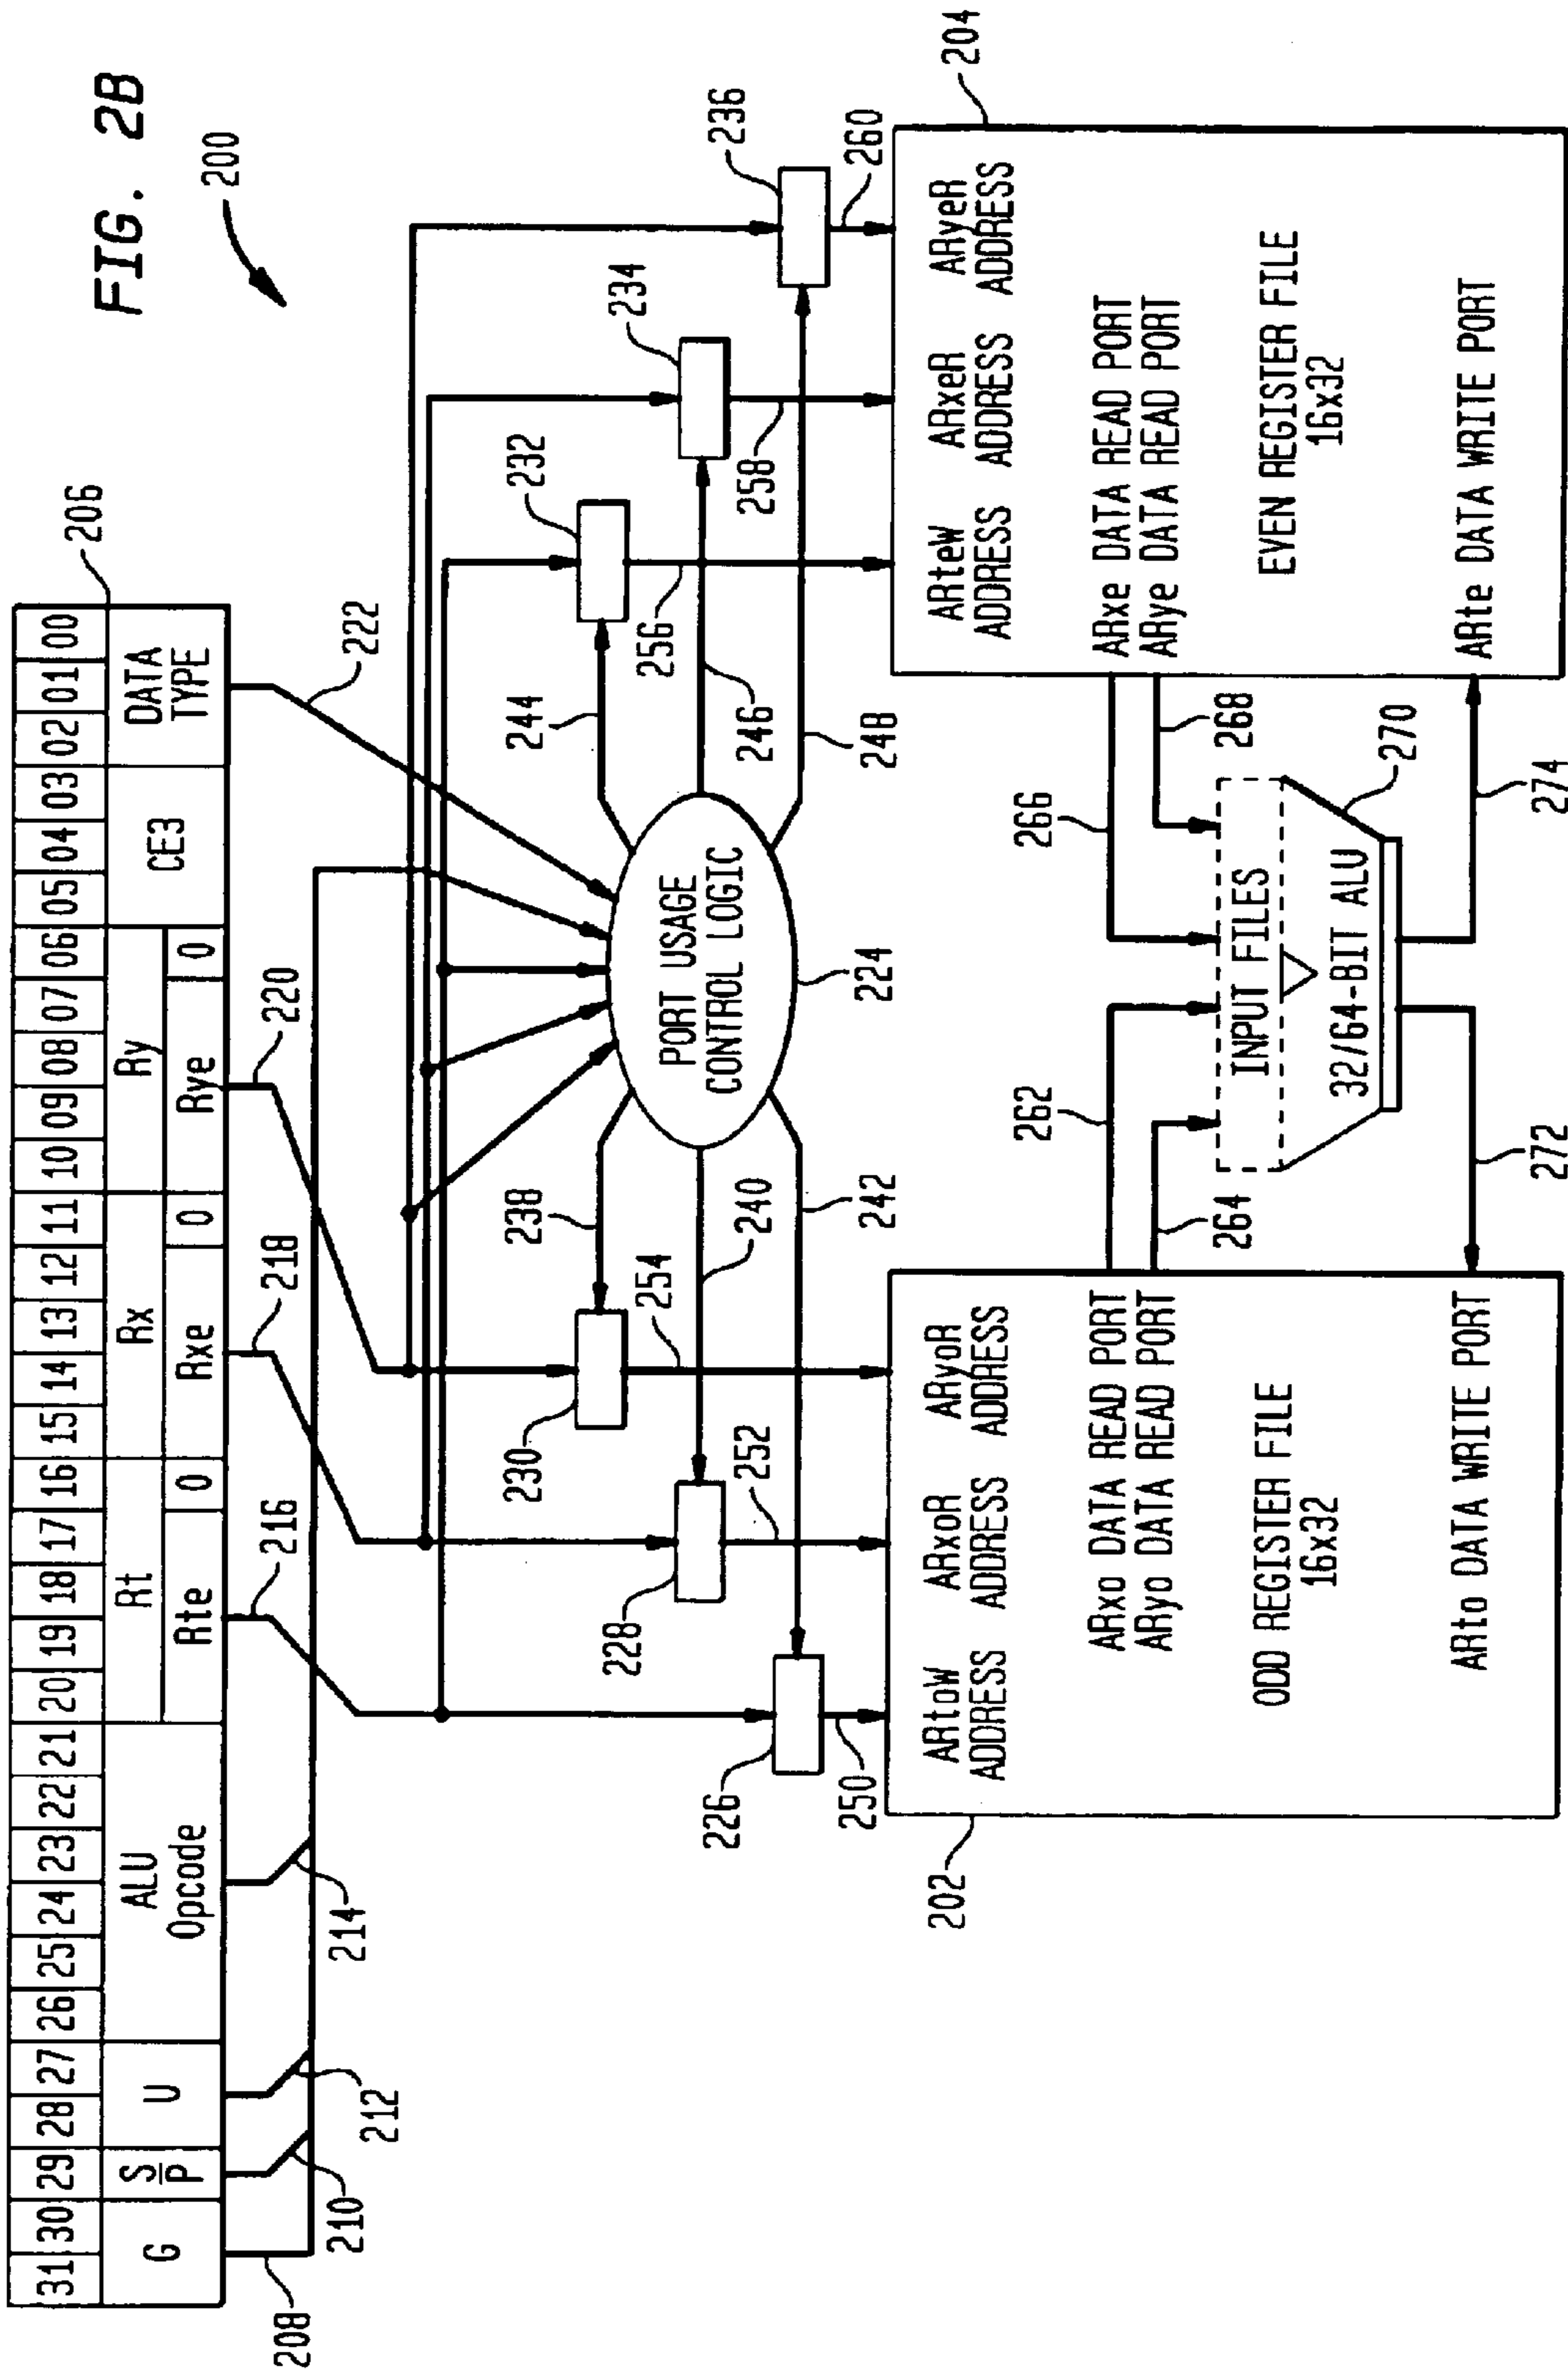 FIG. 2B
200
31 30 29 28 27 26 25 24 23 22 21 20 19 18 17 16 15 14 13 12 11 10 09 08 07 06 05 04 03 02 01 00
206
G
S/P
U
ALU
Opcode
Rt
Rte
0
Rx
Rxe
0
Ry
Rye
0
CE3
DATA
TYPE
208
210
212
214
216
218
220
222
PORT USAGE
CONTROL LOGIC
224
226
228
230
232
234
236
238
240
242
244
246
248
250
252
254
256
258
260
202
ARtoW
ADDRESS
ARxoR
ADDRESS
ARyoR
ADDRESS
ARxo DATA READ PORT
ARyo DATA READ PORT
ODD REGISTER FILE
16x32
ARto DATA WRITE PORT
262
264
266
268
INPUT FILES
32/64-BIT ALU
270
272
274
204
ARteW
ADDRESS
ARxeR
ADDRESS
ARyeR
ADDRESS
ARxe DATA READ PORT
ARye DATA READ PORT
EVEN REGISTER FILE
16x32
ARte DATA WRITE PORT